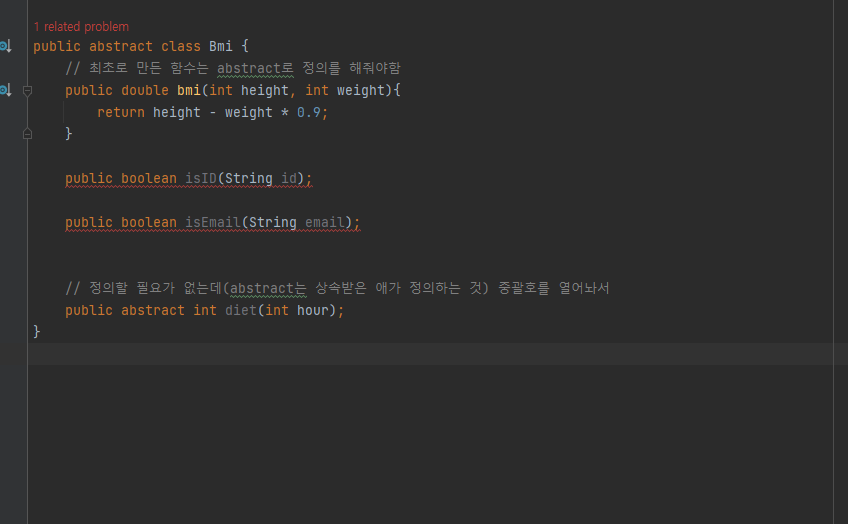 1 related problem
public abstract class Bmi {
// 최초로 만든 함수는 abstract로 정의를 해줘야함
public double bmi(int height, int weight){
return height - weight * 0.9;
}
public boolean isID(String id);
public boolean isEmail(String email);
// 정의할 필요가 없는데(abstract는 상속받은 애가 정의하는 것) 중괄호를 열어놔서
public abstract int diet(int hour);
}